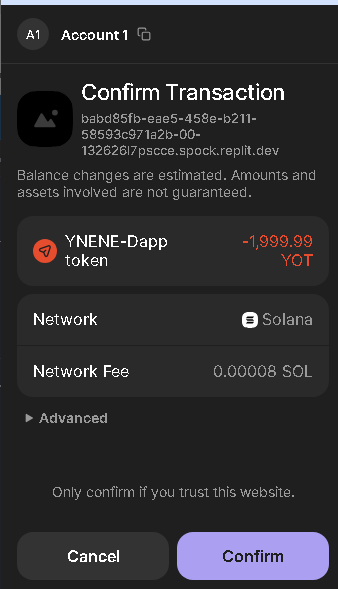 A1 Account 1
Confirm Transaction
babd85fb-eae5-458e-b211-
58593c971a2b-00-
132626l7pscce.spock.replit.dev
Balance changes are estimated. Amounts and
assets involved are not guaranteed.
YNENE-Dapp -1,999.99
token YOT
Network Solana
Network Fee 0.00008 SOL
Advanced
Only confirm if you trust this website.
Cancel Confirm